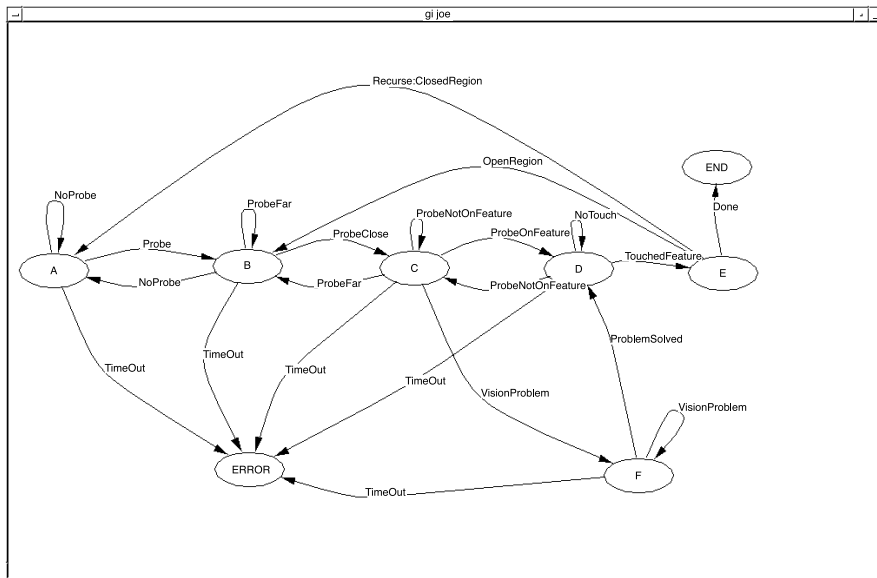 gi joe
Recurse:ClosedRegion
OpenRegion
END
NoProbe
ProbeFar
ProbeNotOnFeature
NoTouch
Done
Probe
ProbeClose
ProbeOnFeature
TouchedFeature
A
B
C
D
E
NoProbe
ProbeFar
ProbeNotOnFeature
ProblemSolved
TimeOut
TimeOut
TimeOut
TimeOut
VisionProblem
VisionProblem
ERROR
F
TimeOut